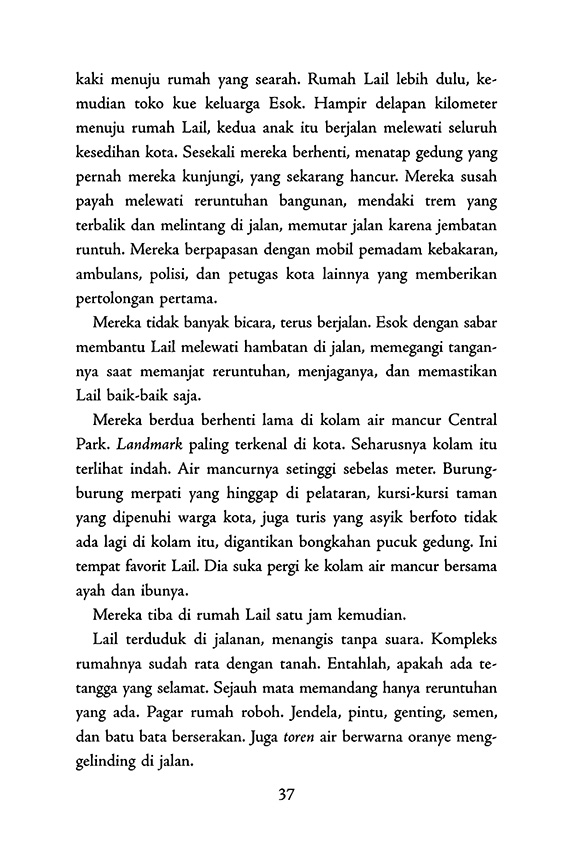 kaki menuju rumah yang searah. Rumah Lail lebih dulu, ke-
mudian toko kue keluarga Esok. Hampir delapan kilometer
menuju rumah Lail, kedua anak itu berjalan melewati seluruh
kesedihan kota. Sesekali mereka berhenti, menatap gedung yang
pernah mereka kunjungi, yang sekarang hancur. Mereka susah
payah melewati reruntuhan bangunan, mendaki trem yang
terbalik dan melintang di jalan, memutar jalan karena jembatan
runtuh. Mereka berpapasan dengan mobil pemadam kebakaran,
ambulans, polisi, dan petugas kota lainnya yang memberikan
pertolongan pertama.
Mereka tidak banyak bicara, terus berjalan. Esok dengan sabar
membantu Lail melewati hambatan di jalan, memegangi tangan-
nya saat memanjat reruntuhan, menjaganya, dan memastikan
Lail baik-baik saja.
Mereka berdua berhenti lama di kolam air mancur Central
Park. Landmark paling terkenal di kota. Seharusnya kolam itu
terlihat indah. Air mancurnya setinggi sebelas meter. Burung-
burung merpati yang hinggap di pelataran, kursi-kursi taman
yang dipenuhi warga kota, juga turis yang asyik berfoto tidak
ada lagi di kolam itu, digantikan bongkahan pucuk gedung. Ini
tempat favorit Lail. Dia suka pergi ke kolam air mancur bersama
ayah dan ibunya.
Mereka tiba di rumah Lail satu jam kemudian.
Lail terduduk di jalanan, menangis tanpa suara. Kompleks
rumahnya sudah rata dengan tanah. Entahlah, apakah ada te-
tangga yang selamat. Sejauh mata memandang hanya reruntuhan
yang ada. Pagar rumah roboh. Jendela, pintu, genting, semen,
dan batu bata berserakan. Juga toren air berwarna oranye meng-
gelinding di jalan.
37